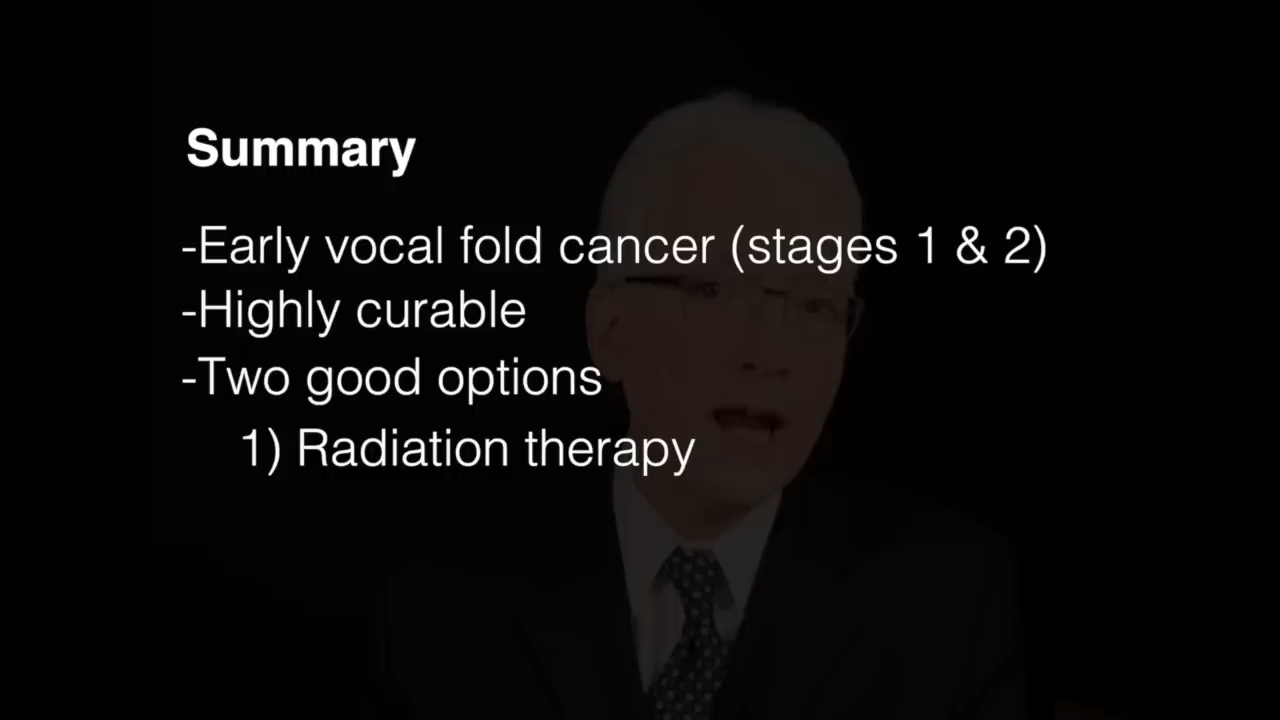 Summary
-Early vocal fold cancer (stages 1 & 2)
-Highly curable
-Two good options
1) Radiation therapy